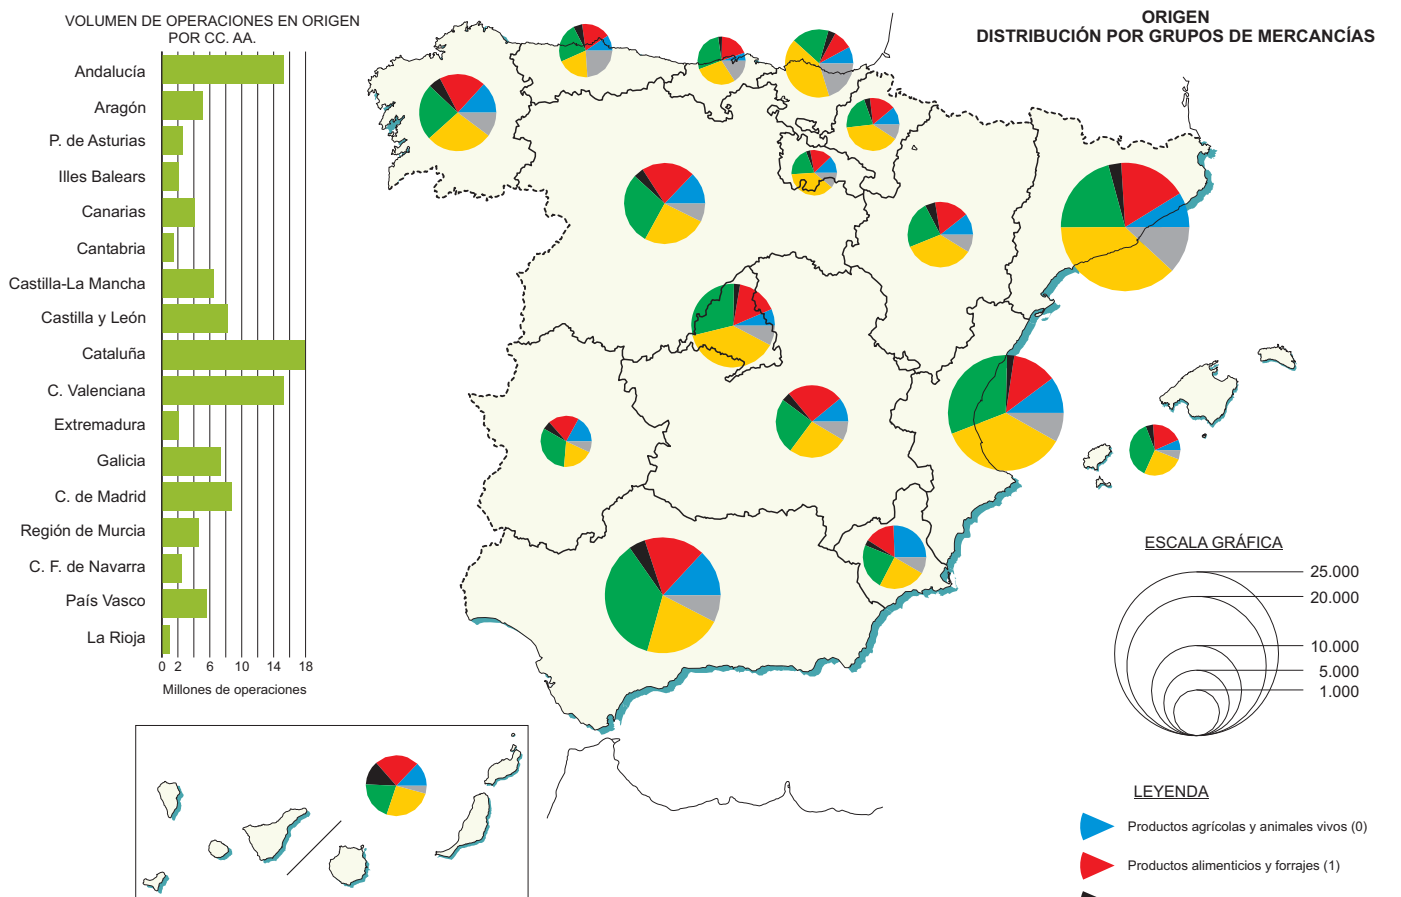 VOLUMEN DE OPERACIONES EN ORIGEN
POR CC. AA.
Andalucía
Aragón
P. de Asturias
Illes Balears
Canarias
Cantabria
Castilla-La Mancha
Castilla y León
Cataluña
C. Valenciana
Extremadura
Galicia
C. de Madrid
Región de Murcia
C. F. de Navarra
País Vasco
La Rioja
0 2 6 10 14 18
Millones de operaciones
ORIGEN
DISTRIBUCIÓN POR GRUPOS DE MERCANCÍAS
ESCALA GRÁFICA
25.000
20.000
10.000
5.000
1.000
LEYENDA
Productos agrícolas y animales vivos (0)
Productos alimenticios y forrajes (1)